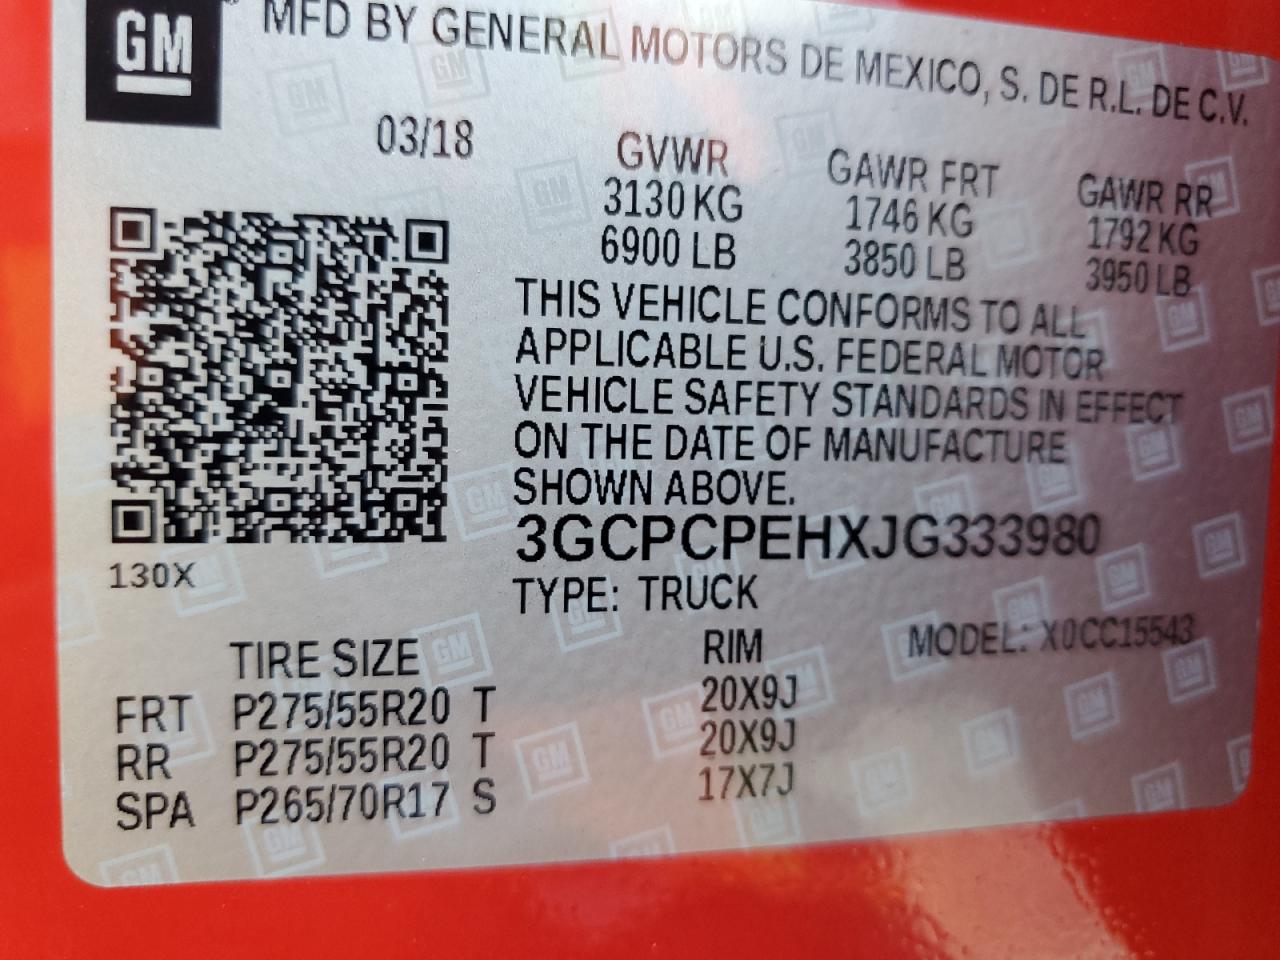 GM
MFD BY GENERAL MOTORS DE MEXICO, S. DE R.L. DE C.V.
03/18
GVWR GAWR FRT GAWR RR
3130 KG 1746 KG 1792 KG
6900 LB 3850 LB 3950 LB
THIS VEHICLE CONFORMS TO ALL
APPLICABLE U.S. FEDERAL MOTOR
VEHICLE SAFETY STANDARDS IN EFFECT
ON THE DATE OF MANUFACTURE
SHOWN ABOVE.
3GCPCPEHXJG333980
130X
TYPE: TRUCK
MODEL: X0CC15543
TIRE SIZE RIM
FRT P275/55R20 T 20X9J
RR P275/55R20 T 20X9J
SPA P265/70R17 S 17X7J